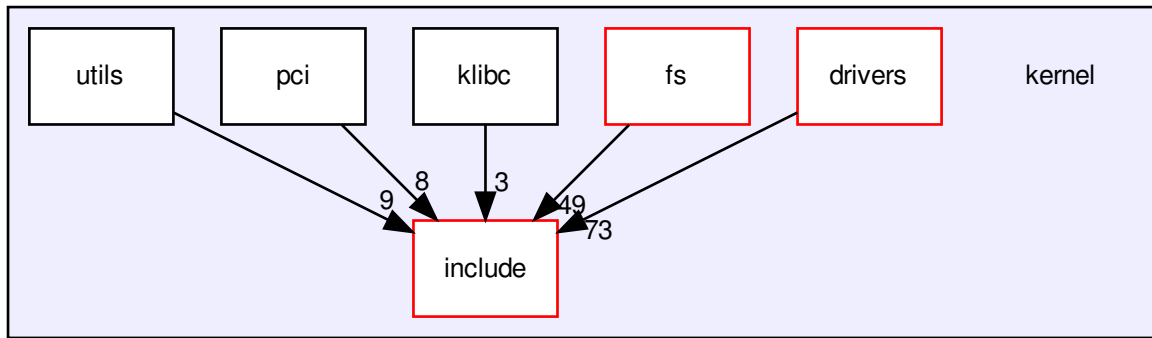 utils
pci
klibc
fs
drivers
kernel
9
8
3
49
73
include